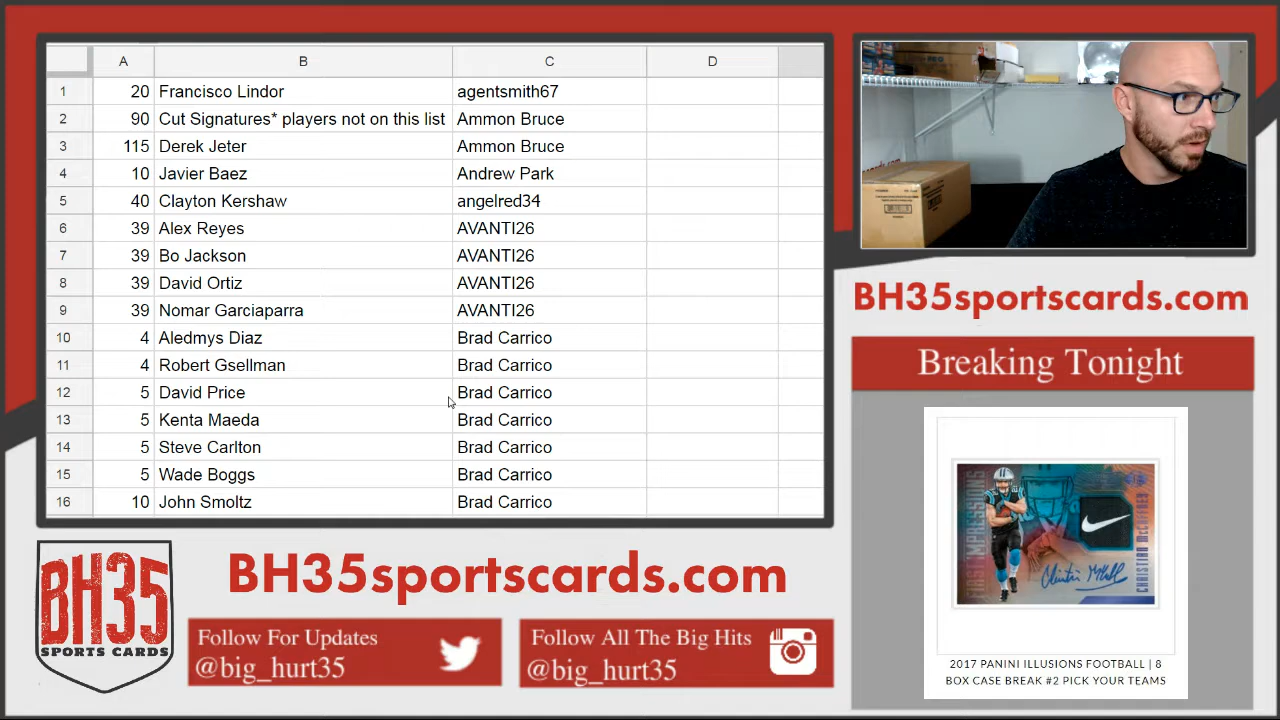 A B C D
1 20 Francisco Lindor agentsmith67
2 90 Cut Signatures* players not on this list Ammon Bruce
3 115 Derek Jeter Ammon Bruce
4 10 Javier Baez Andrew Park
5 40 Clayton Kershaw angelred34
6 39 Alex Reyes AVANTI26
7 39 Bo Jackson AVANTI26
8 39 David Ortiz AVANTI26
9 39 Nomar Garciaparra AVANTI26
10 4 Aledmys Diaz Brad Carrico
11 4 Robert Gsellman Brad Carrico
12 5 David Price Brad Carrico
13 5 Kenta Maeda Brad Carrico
14 5 Steve Carlton Brad Carrico
15 5 Wade Boggs Brad Carrico
16 10 John Smoltz Brad Carrico
BH35sportscards.com
Breaking Tonight
FIRST IMPRESSIONS
CHRISTIAN McCAFFREY
2017 PANINI ILLUSIONS FOOTBALL | 8
BOX CASE BREAK #2 PICK YOUR TEAMS
BH35
SPORTS CARDS
BH35sportscards.com
Follow For Updates
@big_hurt35
Follow All The Big Hits
@big_hurt35